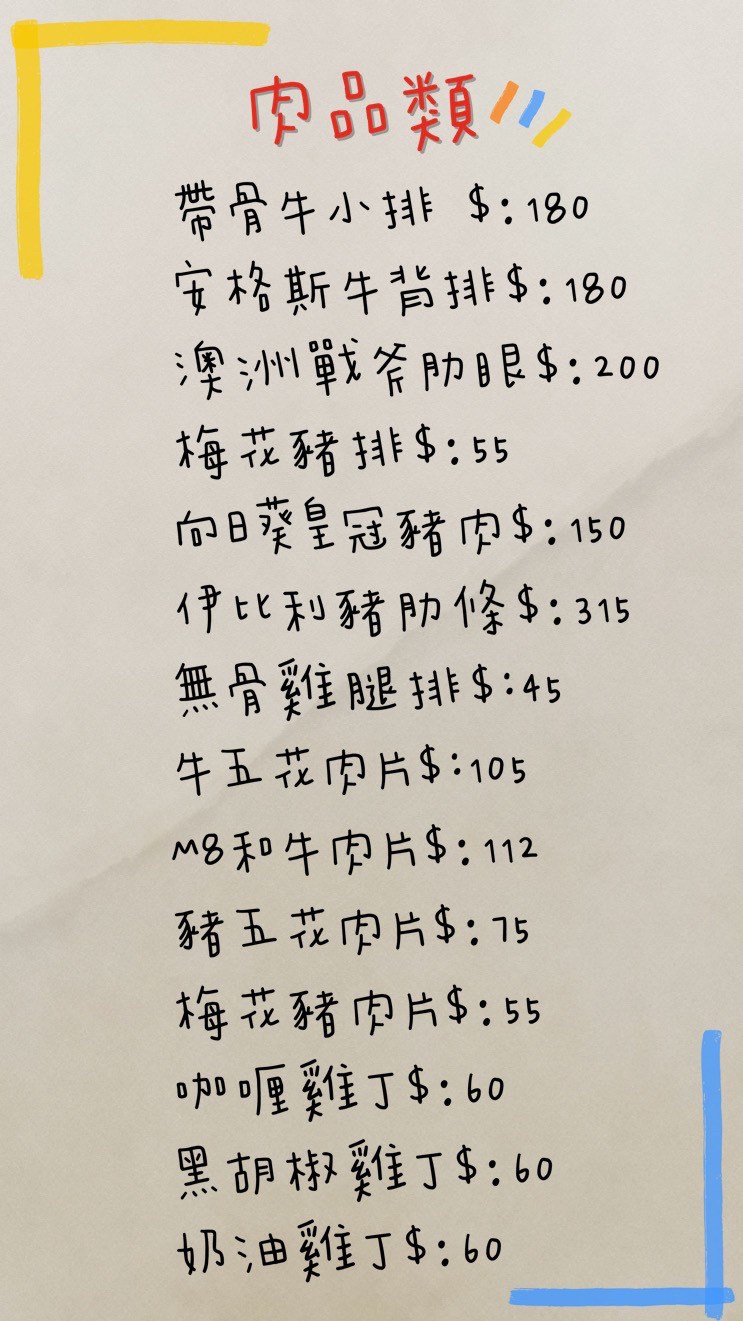 肉品類
帶骨牛小排 $:180
安格斯牛背排$:180
澳洲戰斧肋眼$:200
梅花豬排$:55
向日葵皇冠豬肉$:150
伊比利豬肋條$:315
無骨雞腿排$:45
牛五花肉片$:105
M8和牛肉片$:112
豬五花肉片$:75
梅花豬肉片$:55
咖喱雞丁$:60
黑胡椒雞丁$:60
奶油雞丁$:60